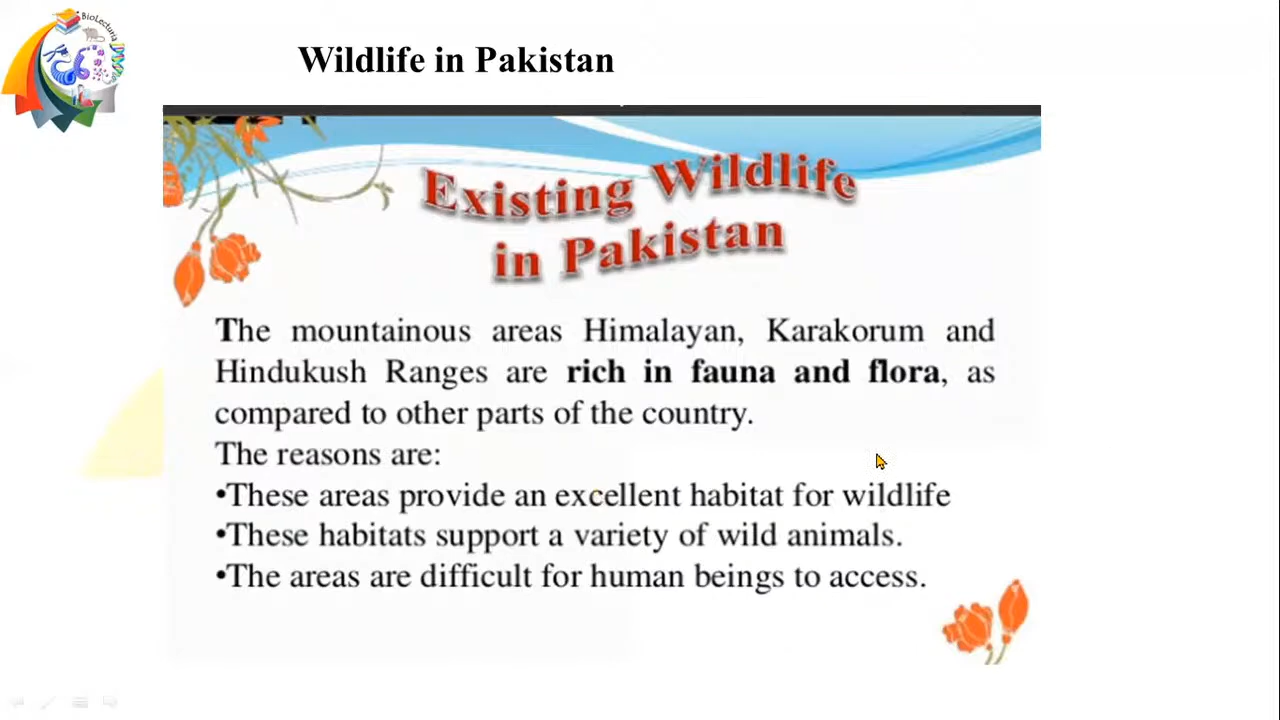 BioLecturia
Wildlife in Pakistan
Existing Wildlife
in Pakistan
The mountainous areas Himalayan, Karakorum and
Hindukush Ranges are rich in fauna and flora, as
compared to other parts of the country.
The reasons are:
•These areas provide an excellent habitat for wildlife
•These habitats support a variety of wild animals.
•The areas are difficult for human beings to access.